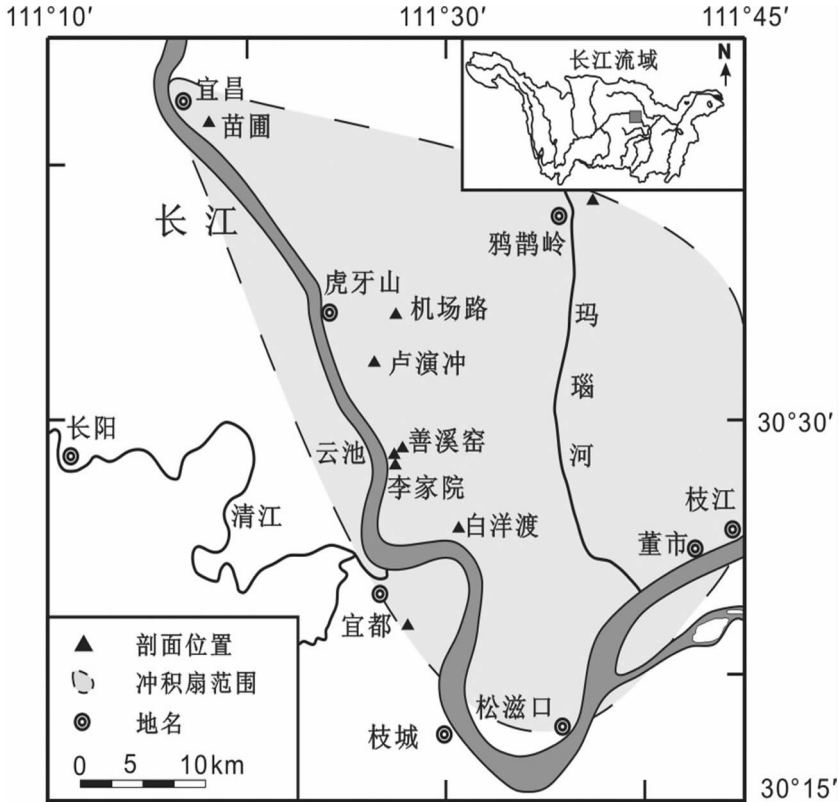 111°10′
111°30′
111°45′
长江流域
N
宜昌
苗圃
长江
鸦鹊岭
虎牙山
机场路
玛瑙河
卢演冲
30°30′
长阳
善溪窑
云池
李家院
清江
白洋渡
枝江
董市
宜都
剖面位置
冲积扇范围
地名
松滋口
枝城
0 5 10km
30°15′